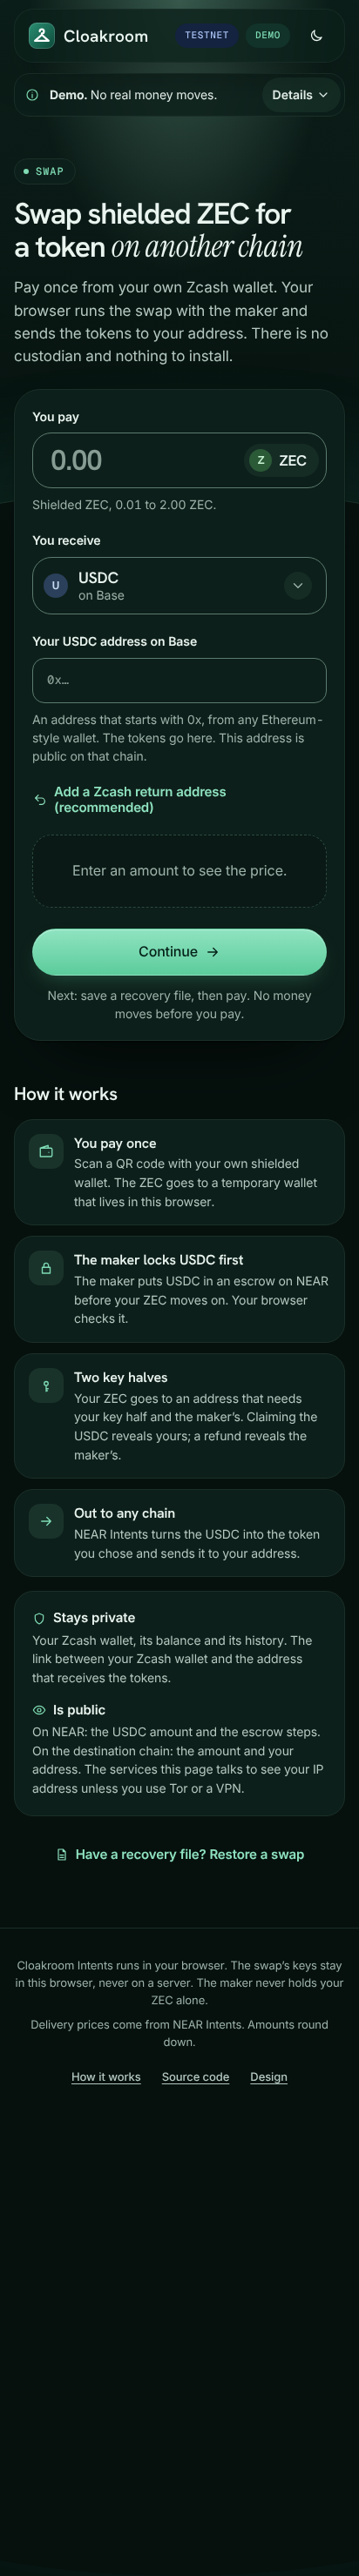 Cloakroom
TESTNET
DEMO
Demo. No real money moves.
Details
SWAP
Swap shielded ZEC for
a token on another chain
Pay once from your own Zcash wallet. Your
browser runs the swap with the maker and
sends the tokens to your address. There is no
custodian and nothing to install.
You pay
0.00
Z
ZEC
Shielded ZEC, 0.01 to 2.00 ZEC.
You receive
U
USDC
on Base
Your USDC address on Base
0x…
An address that starts with 0x, from any Ethereum-
style wallet. The tokens go here. This address is
public on that chain.
Add a Zcash return address
(recommended)
Enter an amount to see the price.
Continue →
Next: save a recovery file, then pay. No money
moves before you pay.
How it works
You pay once
Scan a QR code with your own shielded
wallet. The ZEC goes to a temporary wallet
that lives in this browser.
The maker locks USDC first
The maker puts USDC in an escrow on NEAR
before your ZEC moves on. Your browser
checks it.
Two key halves
Your ZEC goes to an address that needs
your key half and the maker’s. Claiming the
USDC reveals yours; a refund reveals the
maker’s.
Out to any chain
NEAR Intents turns the USDC into the token
you chose and sends it to your address.
Stays private
Your Zcash wallet, its balance and its history. The
link between your Zcash wallet and the address
that receives the tokens.
Is public
On NEAR: the USDC amount and the escrow steps.
On the destination chain: the amount and your
address. The services this page talks to see your IP
address unless you use Tor or a VPN.
Have a recovery file? Restore a swap
Cloakroom Intents runs in your browser. The swap’s keys stay
in this browser, never on a server. The maker never holds your
ZEC alone.
Delivery prices come from NEAR Intents. Amounts round
down.
How it works
Source code
Design